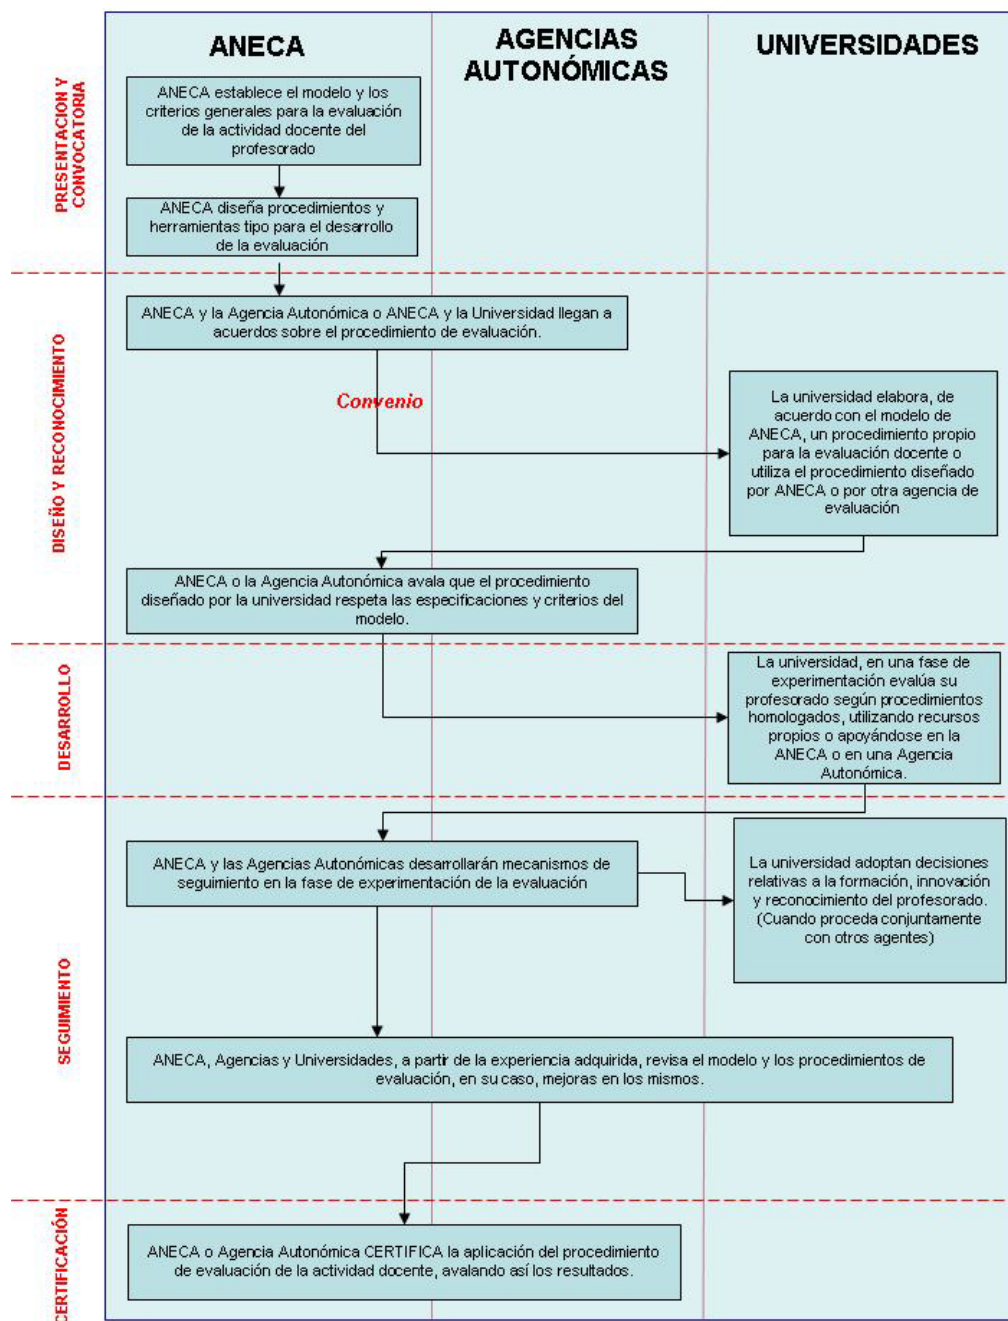 ANECA
AGENCIAS
AUTONÓMICAS
UNIVERSIDADES
PRESENTACION Y
CONVOCATORIA
ANECA establece el modelo y los
criterios generales para la evaluación
de la actividad docente del
profesorado
ANECA diseña procedimientos y
herramientas tipo para el desarrollo
de la evaluación
DISEÑO Y RECONOCIMIENTO
ANECA y la Agencia Autonómica o ANECA y la Universidad llegan a
acuerdos sobre el procedimiento de evaluación.
Convenio
La universidad elabora, de
acuerdo con el modelo de
ANECA, un procedimiento propio
para la evaluación docente o
utiliza el procedimiento diseñado
por ANECA o por otra agencia de
evaluación
ANECA o la Agencia Autonómica avala que el procedimiento
diseñado por la universidad respeta las especificaciones y criterios del
modelo.
DESARROLLO
La universidad, en una fase de
experimentación evalúa su
profesorado según procedimientos
homologados, utilizando recursos
propios o apoyándose en la
ANECA o en una Agencia
Autonómica.
SEGUIMIENTO
ANECA y las Agencias Autonómicas desarrollarán mecanismos de
seguimiento en la fase de experimentación de la evaluación
La universidad adoptan decisiones
relativas a la formación, innovación
y reconocimiento del profesorado.
(Cuando proceda conjuntamente
con otros agentes)
ANECA, Agencias y Universidades, a partir de la experiencia adquirida, revisa el modelo y los procedimientos de
evaluación, en su caso, mejoras en los mismos.
CERTIFICACIÓN
ANECA o Agencia Autonómica CERTIFICA la aplicación del procedimiento
de evaluación de la actividad docente, avalando así los resultados.